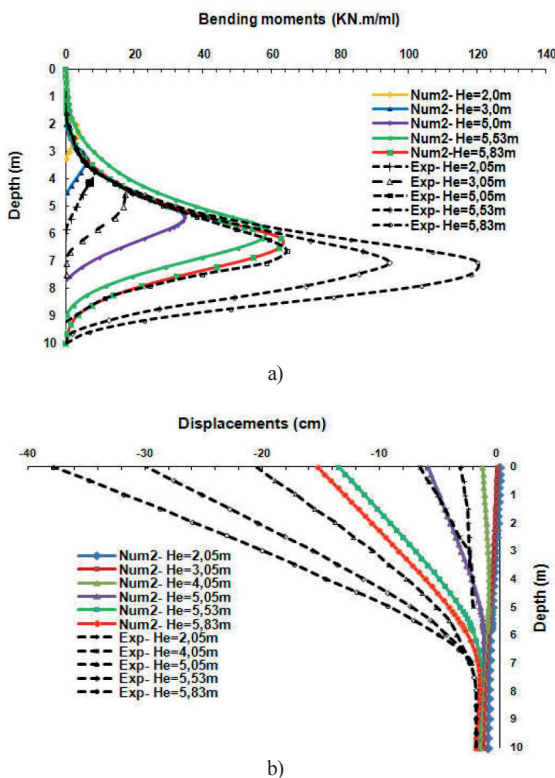 Bending moments (KN.m/ml)
0 20 40 60 80 100 120 140
0
1
2
3
4
5
6
7
8
9
10
Depth (m)
Num2- He=2,0m
Num2- He=3,0m
Num2- He=5,0m
Num2- He=5,53m
Num2-He=5,83m
Exp- He=2,05m
Exp- He=3,05m
Exp- He=5,05m
Exp- He=5,53m
Exp- He=5,83m
a)
Displacements (cm)
-40 -30 -20 -10 0
0
1
2
3
4
5
6
7
8
9
10
Depth (m)
Num2- He=2,05m
Num2- He=3,05m
Num2- He=4,05m
Num2- He=5,05m
Num2- He=5,53m
Num2- He=5,83m
Exp- He=2,05m
Exp- He=4,05m
Exp- He=5,05m
Exp- He=5,53m
Exp- He=5,83m
b)